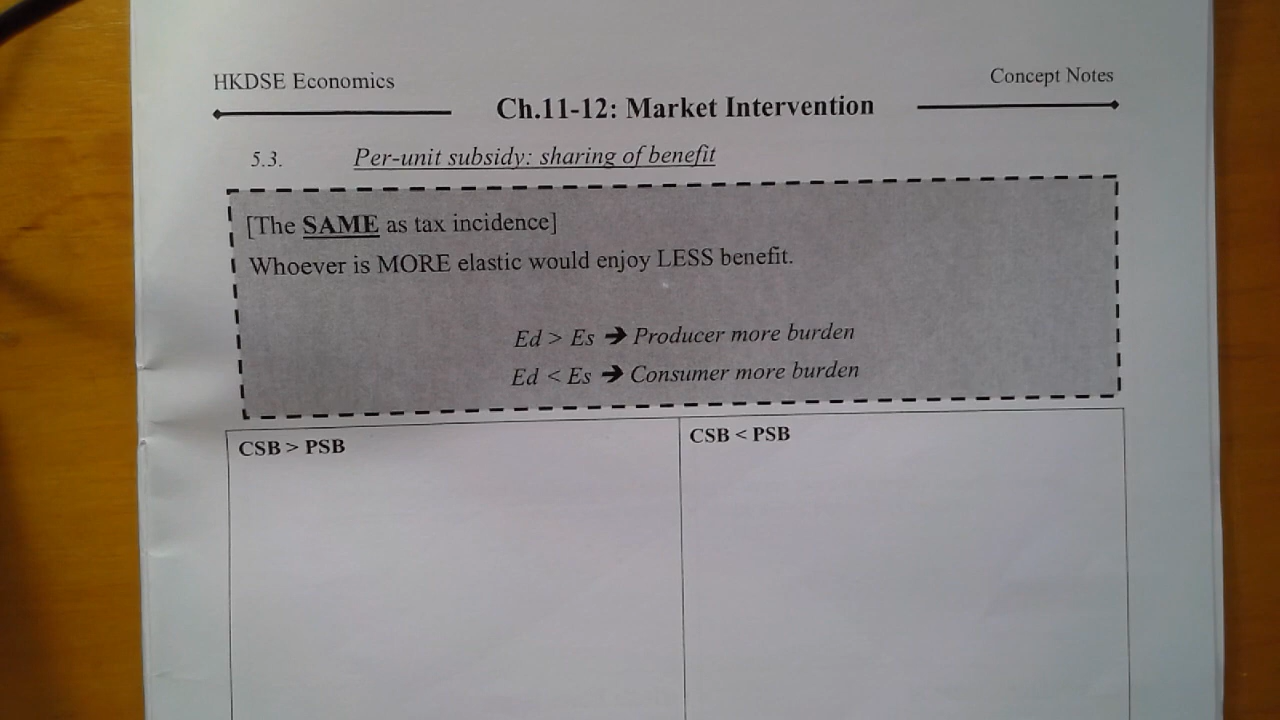 HKDSE Economics
Concept Notes
Ch.11-12: Market Intervention
5.3. Per-unit subsidy: sharing of benefit
[The SAME as tax incidence]
Whoever is MORE elastic would enjoy LESS benefit.
Ed > Es ➔ Producer more burden
Ed < Es ➔ Consumer more burden
CSB > PSB
CSB < PSB